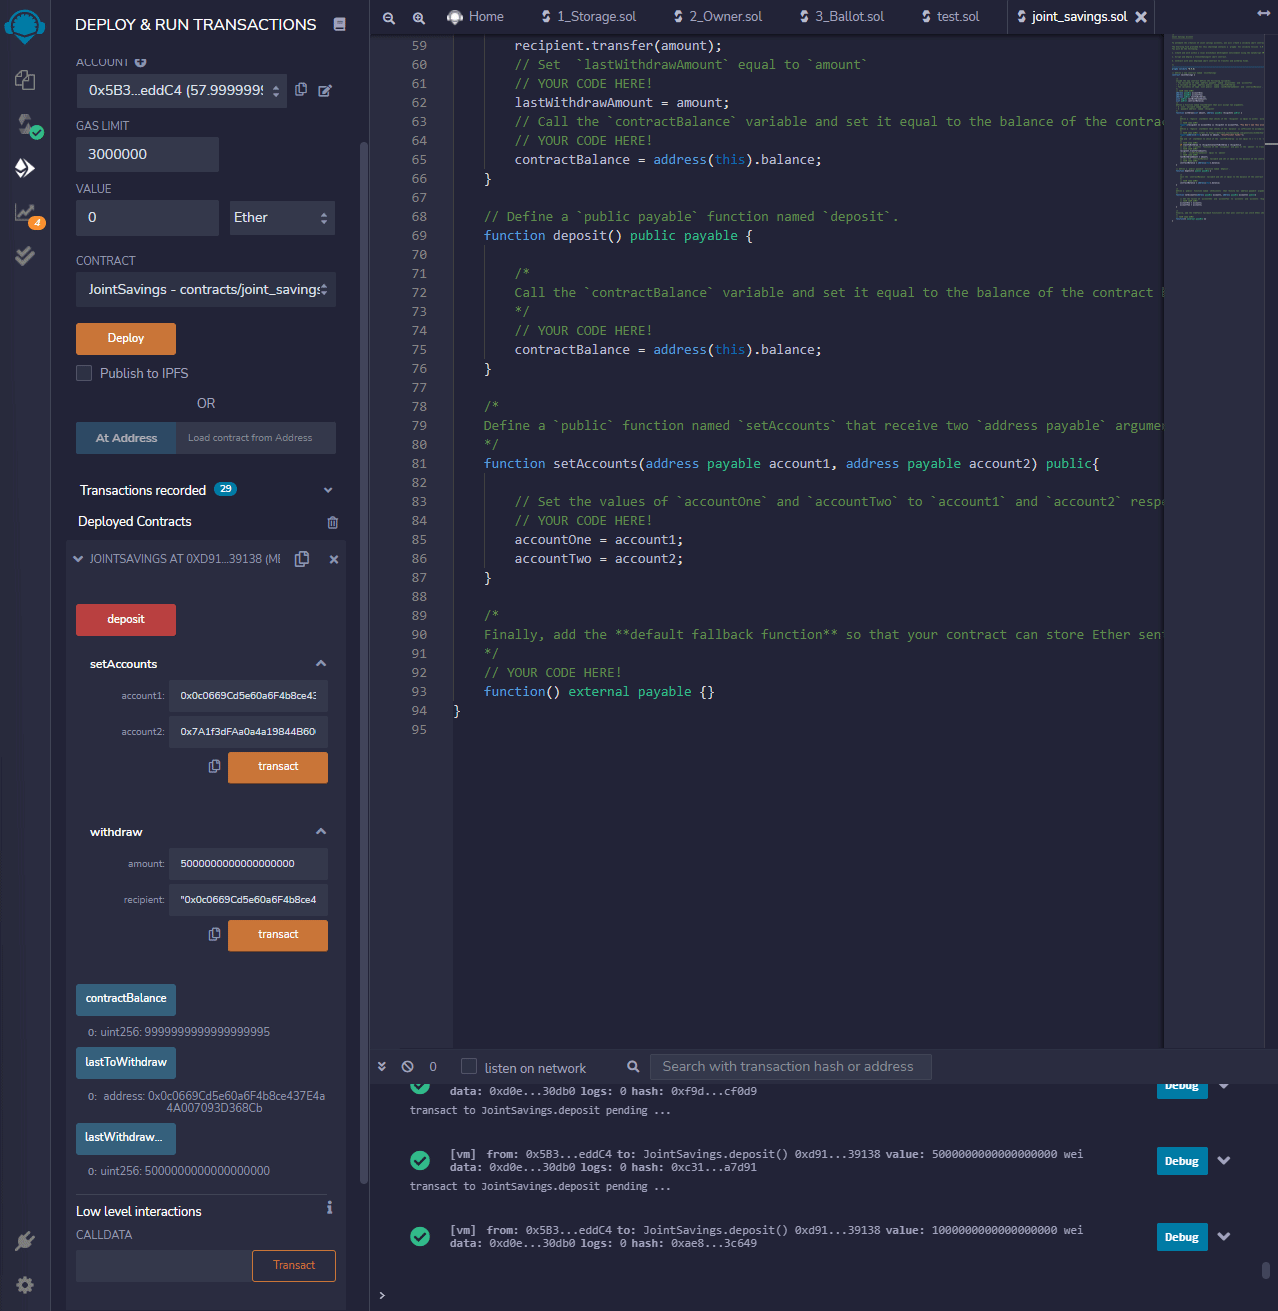 DEPLOY & RUN TRANSACTIONS
ACCOUNT
0x5B3...eddC4 (57.9999999
GAS LIMIT
3000000
VALUE
0
Ether
CONTRACT
JointSavings - contracts/joint_savings
Deploy
Publish to IPFS
OR
At Address
Load contract from Address
Transactions recorded 29
Deployed Contracts
JOINTSAVINGS AT 0XD91...39138 (ME
deposit
setAccounts
account1: 0x0c0669Cd5e60a6F4b8ce43
account2: 0x7A1f3dFAa0a4a19844B60
transact
withdraw
amount: 5000000000000000000
recipient: "0x0c0669Cd5e60a6F4b8ce4
transact
contractBalance
0: uint256: 9999999999999999995
lastToWithdraw
0: address: 0x0c0669Cd5e60a6F4b8ce437E4a
4A007093D368Cb
lastWithdraw...
0: uint256: 5000000000000000000
Low level interactions
CALLDATA
Transact
4
Home
1_Storage.sol
2_Owner.sol
3_Ballot.sol
test.sol
joint_savings.sol
59 recipient.transfer(amount);
60 // Set `lastWithdrawAmount` equal to `amount`
61 // YOUR CODE HERE!
62 lastWithdrawAmount = amount;
63 // Call the `contractBalance` variable and set it equal to the balance of the contra
64 // YOUR CODE HERE!
65 contractBalance = address(this).balance;
66 }
67
68 // Define a `public payable` function named `deposit`.
69 function deposit() public payable {
70
71 /*
72 Call the `contractBalance` variable and set it equal to the balance of the contract
73 */
74 // YOUR CODE HERE!
75 contractBalance = address(this).balance;
76 }
77
78 /*
79 Define a `public` function named `setAccounts` that receive two `address payable` argume
80 */
81 function setAccounts(address payable account1, address payable account2) public{
82
83 // Set the values of `accountOne` and `accountTwo` to `account1` and `account2` respe
84 // YOUR CODE HERE!
85 accountOne = account1;
86 accountTwo = account2;
87 }
88
89 /*
90 Finally, add the **default fallback function** so that your contract can store Ether sen
91 */
92 // YOUR CODE HERE!
93 function() external payable {}
94 }
95
0
listen on network
Search with transaction hash or address
data: 0xd0e...30db0 logs: 0 hash: 0xf9d...cf0d9
Debug
transact to JointSavings.deposit pending ...
[vm] from: 0x5B3...eddC4 to: JointSavings.deposit() 0xd91...39138 value: 5000000000000000000 wei
data: 0xd0e...30db0 logs: 0 hash: 0xc31...a7d91
Debug
transact to JointSavings.deposit pending ...
[vm] from: 0x5B3...eddC4 to: JointSavings.deposit() 0xd91...39138 value: 1000000000000000000 wei
data: 0xd0e...30db0 logs: 0 hash: 0xae8...3c649
Debug
>